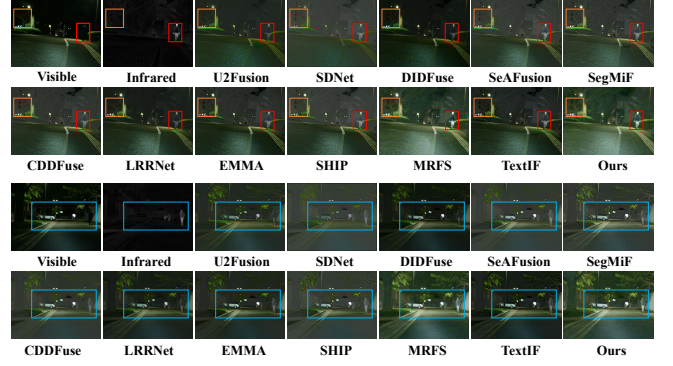 Visible Infrared U2Fusion SDNet DIDFuse SeAFusion SegMiF
CDDFuse LRRNet EMMA SHIP MRFS TextIF Ours
Visible Infrared U2Fusion SDNet DIDFuse SeAFusion SegMiF
CDDFuse LRRNet EMMA SHIP MRFS TextIF Ours